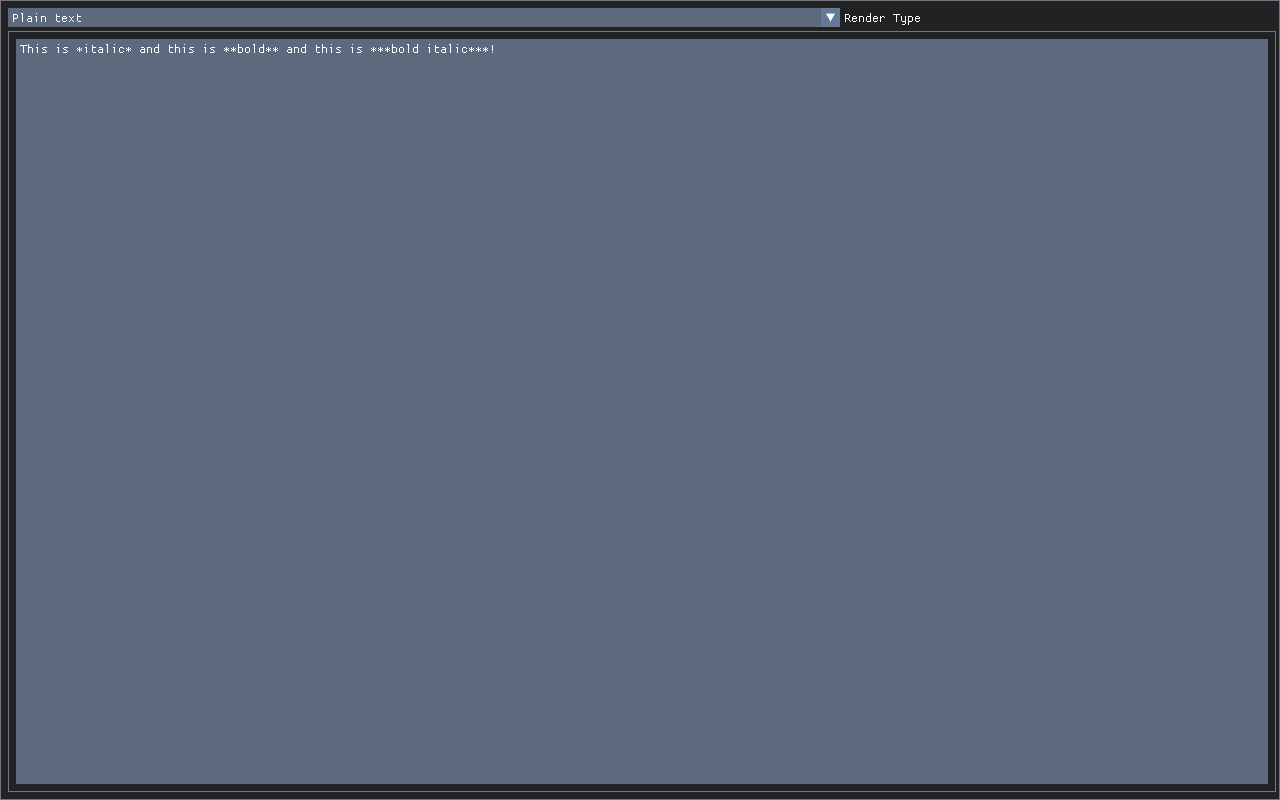 Plain text
Render Type
This is *italic* and this is **bold** and this is ***bold italic***!